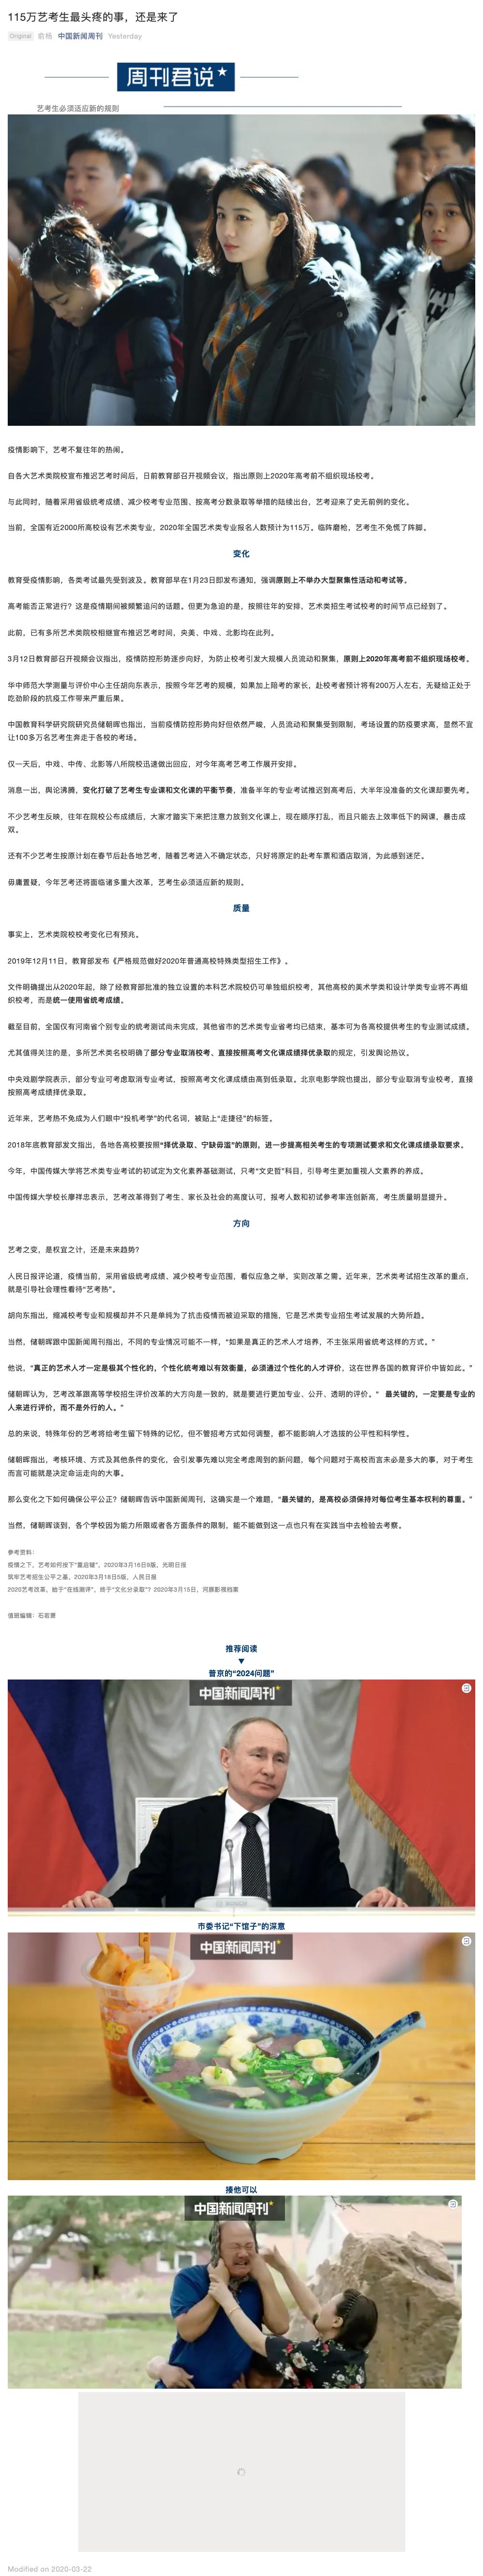 115万艺考生最头疼的事，还是来了
Original 俞杨 中国新闻周刊 Yesterday
周刊君说
艺考生必须适应新的规则
疫情影响下，艺考不复往年的热闹。
自各大艺术类院校宣布推迟艺考时间后，日前教育部召开视频会议，指出原则上2020年高考前不组织现场校考。
与此同时，随着采用省级统考成绩、减少校考专业范围、按高考分数录取等举措的陆续出台，艺考迎来了史无前例的变化。
当前，全国有近2000所高校设有艺术类专业，2020年全国艺术类专业报名人数预计为115万。临阵磨枪，艺考生不免慌了阵脚。
变化
教育受疫情影响，各类考试最先受到波及。教育部早在1月23日即发布通知，强调原则上不举办大型聚集性活动和考试等。
高考能否正常进行？这是疫情期间被频繁追问的话题。但更为急迫的是，按照往年的安排，艺术类招生考试校考的时间节点已经到了。
此前，已有多所艺术类院校相继宣布推迟艺考时间，央美、中戏、北影均在此列。
3月12日教育部召开视频会议指出，疫情防控形势逐步向好，为防止校考引发大规模人员流动和聚集，原则上2020年高考前不组织现场校考。
华中师范大学测量与评价中心主任胡向东表示，按照今年艺考的规模，如果加上陪考的家长，赴校考者预计将有200万人左右，无疑给正处于
吃劲阶段的抗疫工作带来严重后果。
中国教育科学研究院研究员储朝晖也指出，当前疫情防控形势向好但依然严峻，人员流动和聚集受到限制，考场设置的防疫要求高，显然不宜
让100多万名艺考生奔走于各校的考场。
仅一天后，中戏、中传、北影等八所院校迅速做出回应，对今年高考艺考工作展开安排。
消息一出，舆论沸腾，变化打破了艺考生专业课和文化课的平衡节奏，准备半年的专业考试推迟到高考后，大半年没准备的文化课却要先考。
不少艺考生反映，往年在院校公布成绩后，大家才踏实下来把注意力放到文化课上，现在顺序打乱，而且只能去上效率低下的网课，暴击成
双。
还有不少艺考生按原计划在春节后赴各地艺考，随着艺考进入不确定状态，只好将原定的赴考车票和酒店取消，为此感到迷茫。
毋庸置疑，今年艺考还将面临诸多重大改革，艺考生必须适应新的规则。
质量
事实上，艺术类院校校考变化已有预兆。
2019年12月11日，教育部发布《严格规范做好2020年普通高校特殊类型招生工作》。
文件明确提出从2020年起，除了经教育部批准的独立设置的本科艺术院校仍可单独组织校考，其他高校的美术学类和设计学类专业将不再组
织校考，而是统一使用省统考成绩。
截至目前，全国仅有河南省个别专业的统考测试尚未完成，其他省市的艺术类专业省考均已结束，基本可为各高校提供考生的专业测试成绩。
尤其值得关注的是，多所艺术类名校明确了部分专业取消校考、直接按照高考文化课成绩择优录取的规定，引发舆论热议。
中央戏剧学院表示，部分专业可考虑取消专业考试，按照高考文化课成绩由高到低录取。北京电影学院也提出，部分专业取消专业校考，直接
按照高考成绩择优录取。
近年来，艺考热不免成为人们眼中“投机考学”的代名词，被贴上“走捷径”的标签。
2018年底教育部发文指出，各地各高校要按照“择优录取、宁缺毋滥”的原则，进一步提高相关考生的专项测试要求和文化课成绩录取要求。
今年，中国传媒大学将艺术类专业考试的初试定为文化素养基础测试，只考“文史哲”科目，引导考生更加重视人文素养的养成。
中国传媒大学校长廖祥忠表示，艺考改革得到了考生、家长及社会的高度认可，报考人数和初试参考率连创新高，考生质量明显提升。
方向
艺考之变，是权宜之计，还是未来趋势？
人民日报评论道，疫情当前，采用省级统考成绩、减少校考专业范围，看似应急之举，实则改革之需。近年来，艺术类考试招生改革的重点，
就是引导社会理性看待“艺考热”。
胡向东指出，缩减校考专业和规模却并不只是单纯为了抗击疫情而被迫采取的措施，它是艺术类专业招生考试发展的大势所趋。
当然，储朝晖跟中国新闻周刊指出，不同的专业情况可能不一样，“如果是真正的艺术人才培养，不主张采用省统考这样的方式。”
他说，“真正的艺术人才一定是极其个性化的，个性化统考难以有效衡量，必须通过个性化的人才评价，这在世界各国的教育评价中皆如此。”
储朝晖认为，艺考改革跟高等学校招生评价改革的大方向是一致的，就是要进行更加专业、公开、透明的评价。“ 最关键的，一定要是专业的
人来进行评价，而不是外行的人。”
总的来说，特殊年份的艺考将给考生留下特殊的记忆，但不管招考方式如何调整，都不能影响人才选拔的公平性和科学性。
储朝晖指出，考核环境、方式及其他条件的变化，会引发事先难以完全考虑周到的新问题，每个问题对于高校而言未必是多大的事，对于考生
而言可能就是决定命运走向的大事。
那么变化之下如何确保公平公正？储朝晖告诉中国新闻周刊，这确实是一个难题，“最关键的，是高校必须保持对每位考生基本权利的尊重。”
当然，储朝晖谈到，各个学校因为能力所限或者各方面条件的限制，能不能做到这一点也只有在实践当中去检验去考察。
参考资料：
疫情之下，艺考如何按下“重启键”，2020年3月16日8版，光明日报
筑牢艺考招生公平之基，2020年3月18日5版，人民日报
2020艺考改革，始于“在线测评”，终于“文化分录取”？2020年3月15日，河豚影视档案
值班编辑：石若萧
推荐阅读
▼
普京的“2024问题”
中国新闻周刊
市委书记“下馆子”的深意
中国新闻周刊
揍他可以
中国新闻周刊
Modified on 2020-03-22